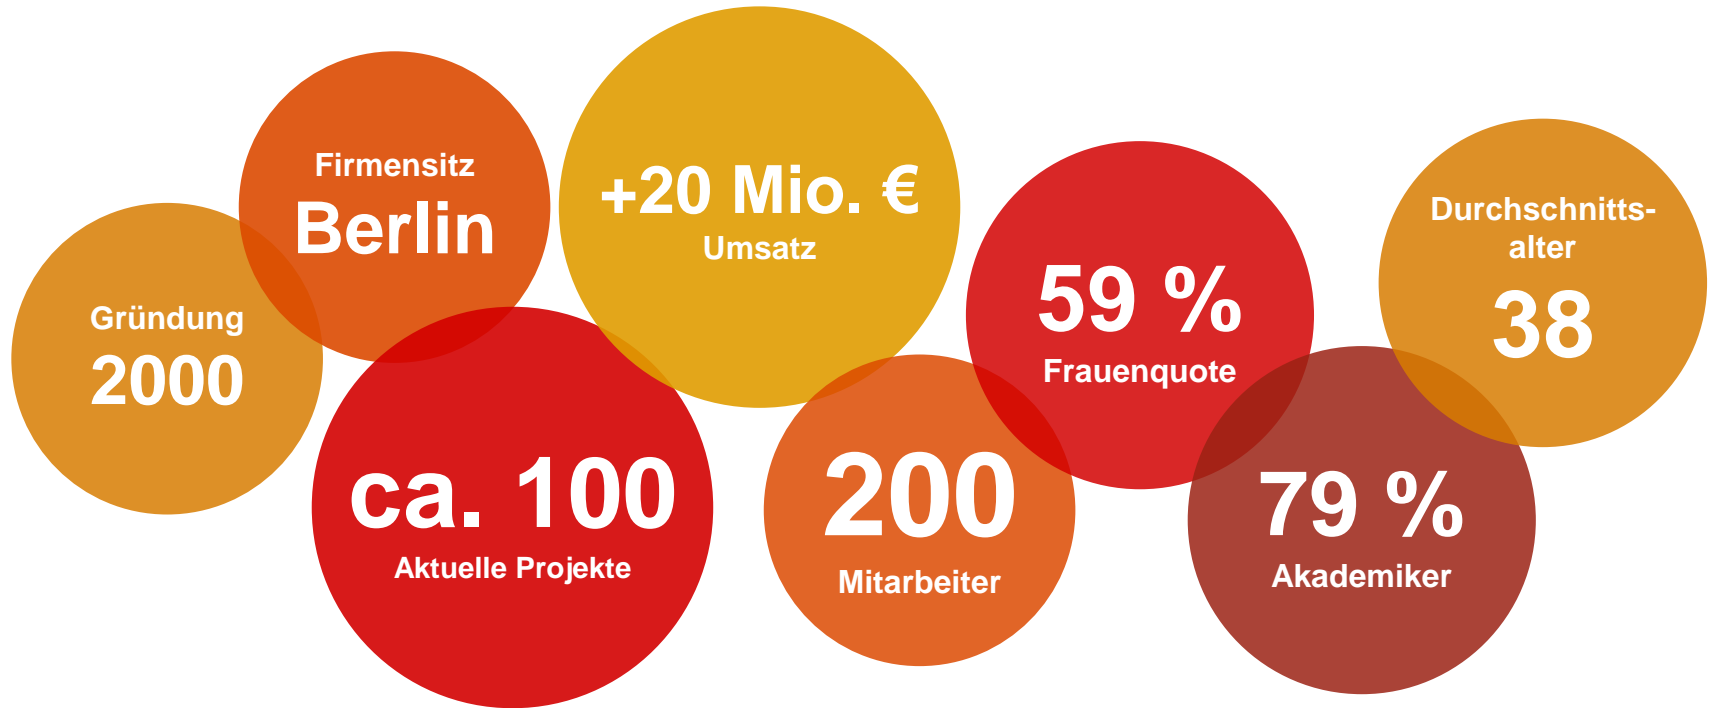 Gründung
2000
Firmensitz
Berlin
ca. 100
Aktuelle Projekte
+20 Mio. €
Umsatz
200
Mitarbeiter
59 %
Frauenquote
79 %
Akademiker
Durchschnitts-
alter
38